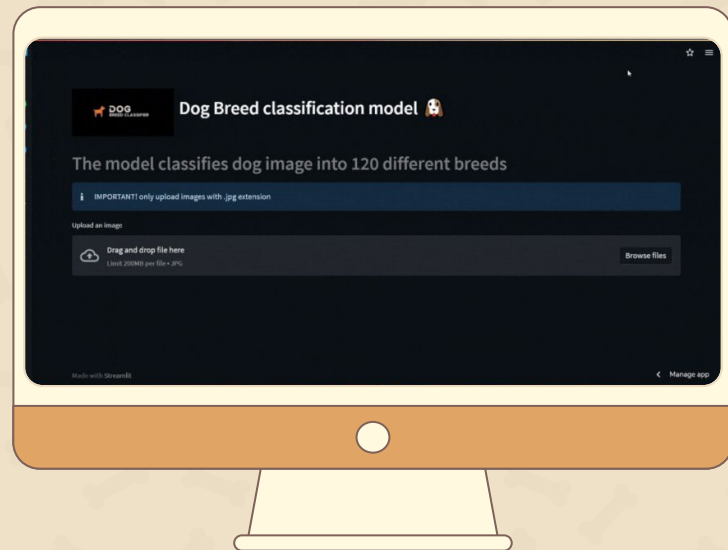 DOG
BREED CLASSIFIER
Dog Breed classification model
The model classifies dog image into 120 different breeds
IMPORTANT! only upload images with .jpg extension
Upload an image
Drag and drop file here
Limit 200MB per file • JPG
Browse files
Made with Streamlit
Manage app